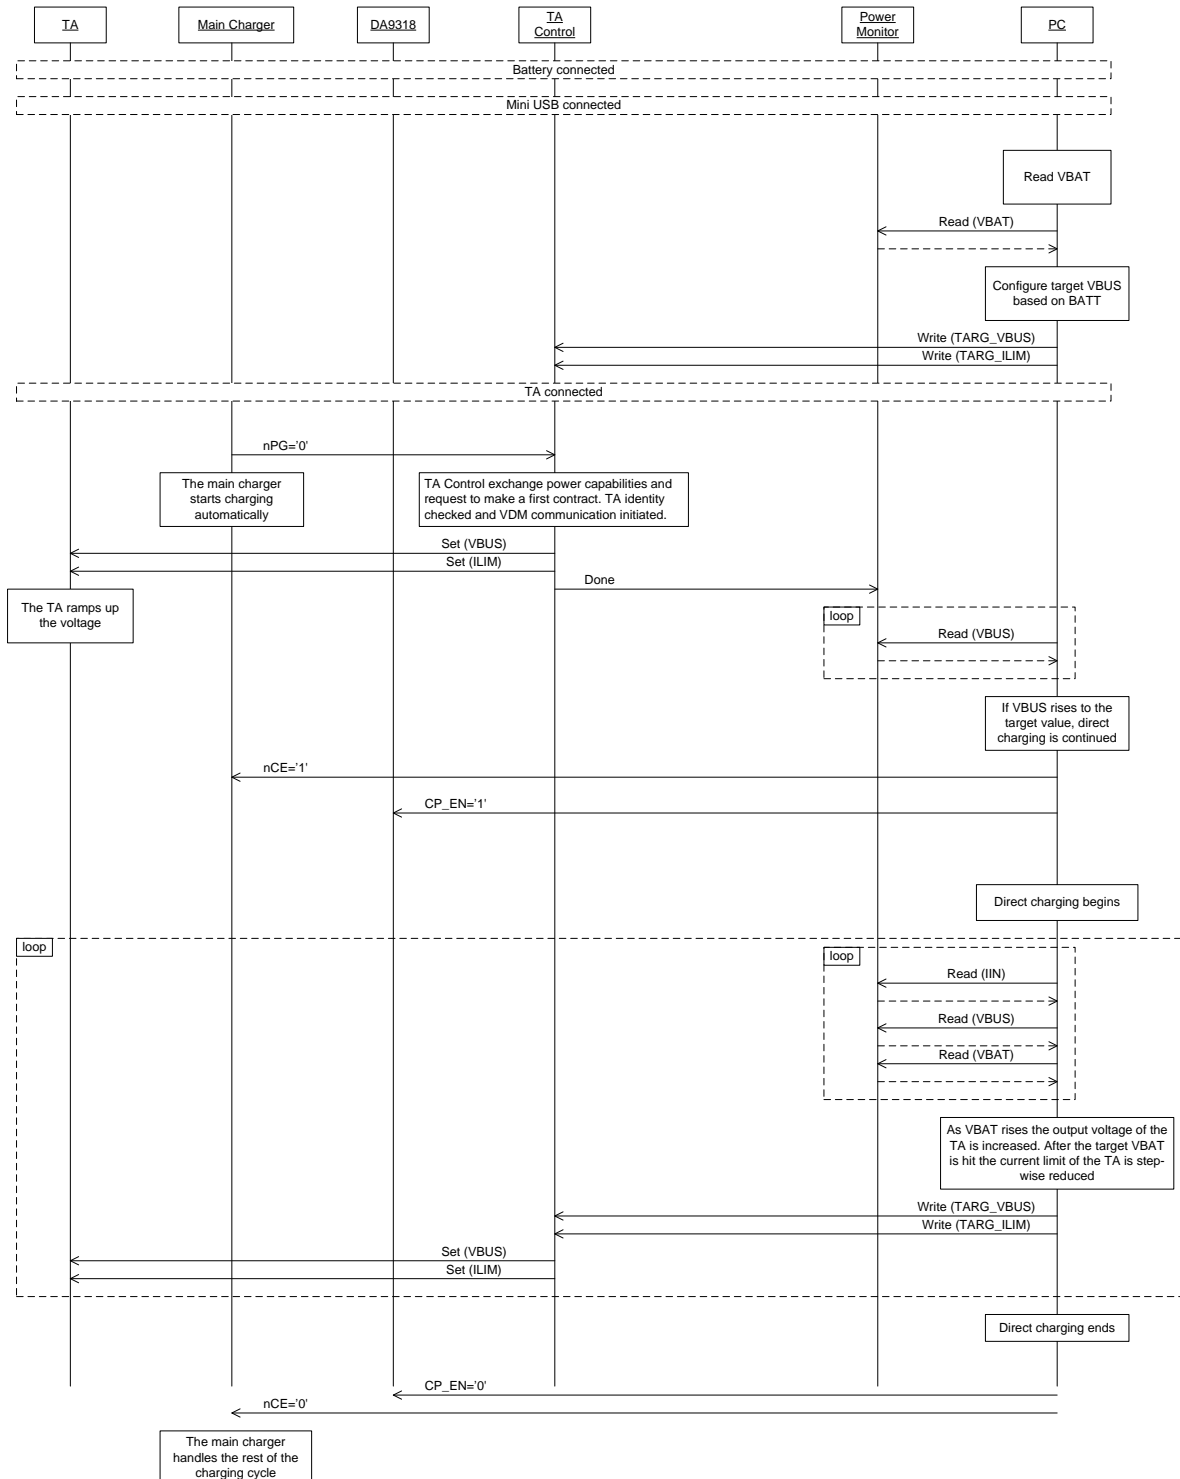 TA
Main Charger
DA9318
TA
Control
Power
Monitor
PC
Battery connected
Mini USB connected
Read VBAT
Read (VBAT)
Configure target VBUS
based on BATT
Write (TARG_VBUS)
Write (TARG_ILIM)
TA connected
nPG='0'
The main charger
starts charging
automatically
TA Control exchange power capabilities and
request to make a first contract. TA identity
checked and VDM communication initiated.
Set (VBUS)
Set (ILIM)
Done
The TA ramps up
the voltage
loop
Read (VBUS)
If VBUS rises to the
target value, direct
charging is continued
nCE='1'
CP_EN='1'
Direct charging begins
loop
loop
Read (IIN)
Read (VBUS)
Read (VBAT)
As VBAT rises the output voltage of the
TA is increased. After the target VBAT
is hit the current limit of the TA is step-
wise reduced
Write (TARG_VBUS)
Write (TARG_ILIM)
Set (VBUS)
Set (ILIM)
Direct charging ends
CP_EN='0'
nCE='0'
The main charger
handles the rest of the
charging cycle